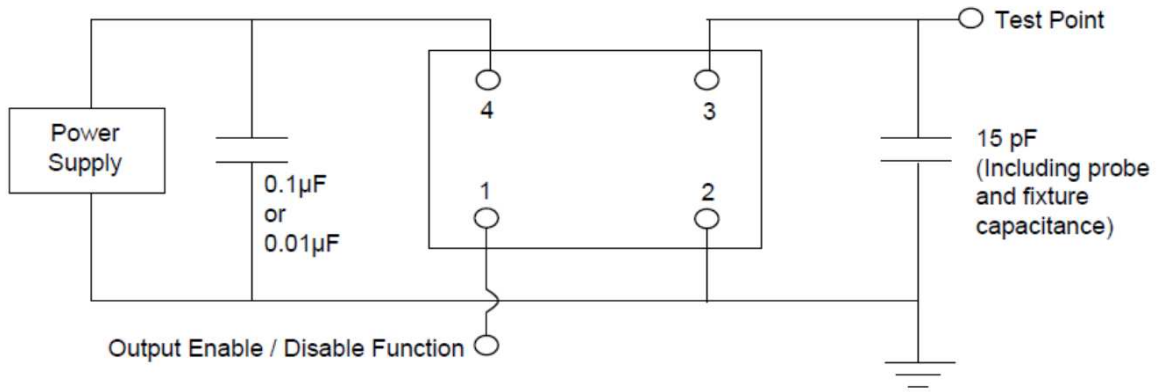 Test Point
4
3
Power
Supply
15 pF
(Including probe
and fixture
capacitance)
0.1µF
or
0.01µF
1
2
Output Enable / Disable Function